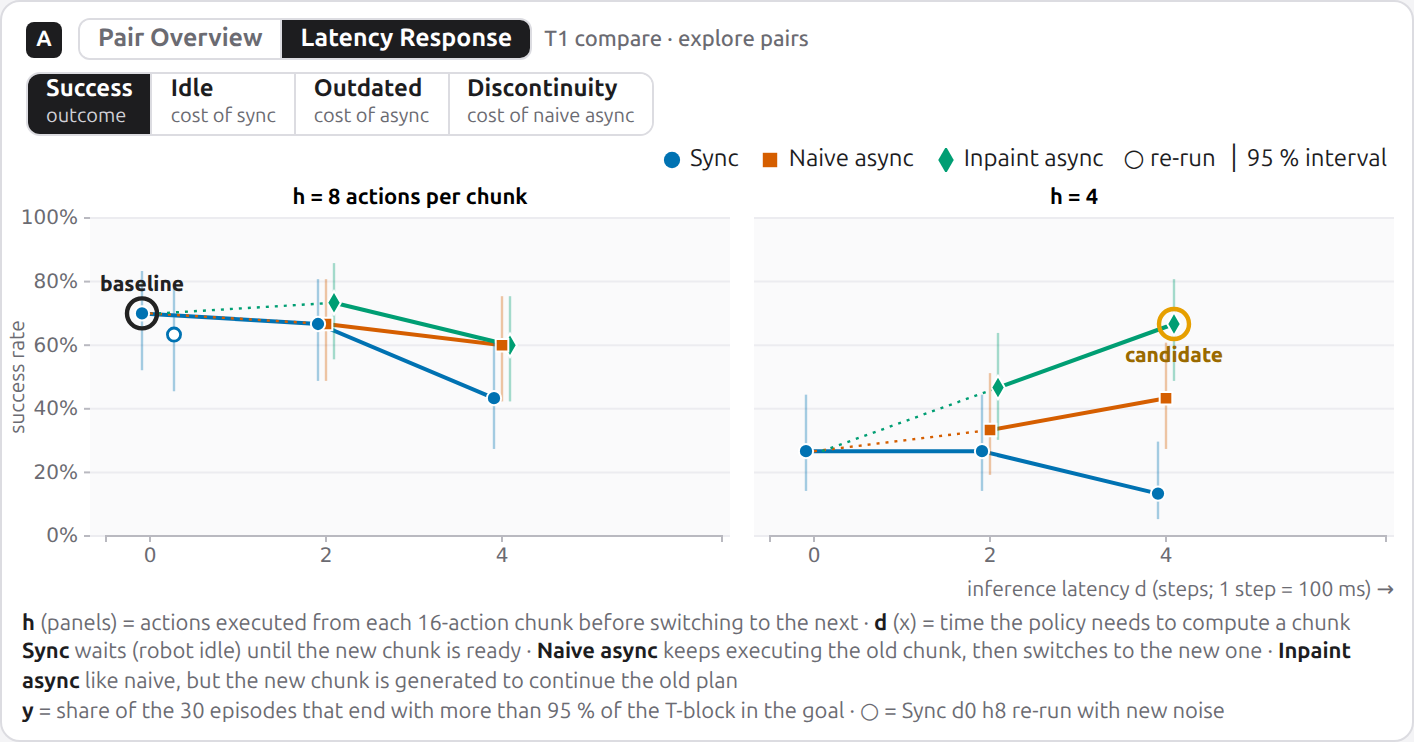 A
Pair Overview
Latency Response
T1 compare · explore pairs
Success
outcome
Idle
cost of sync
Outdated
cost of async
Discontinuity
cost of naive async
Sync
Naive async
Inpaint async
re-run
95 % interval
h = 8 actions per chunk
h = 4
success rate
100%
80%
60%
40%
20%
0%
baseline
candidate
0
2
4
0
2
4
inference latency d (steps; 1 step = 100 ms) →
h (panels) = actions executed from each 16-action chunk before switching to the next · d (x) = time the policy needs to compute a chunk
Sync waits (robot idle) until the new chunk is ready · Naive async keeps executing the old chunk, then switches to the new one · Inpaint
async like naive, but the new chunk is generated to continue the old plan
y = share of the 30 episodes that end with more than 95 % of the T-block in the goal · ○ = Sync d0 h8 re-run with new noise